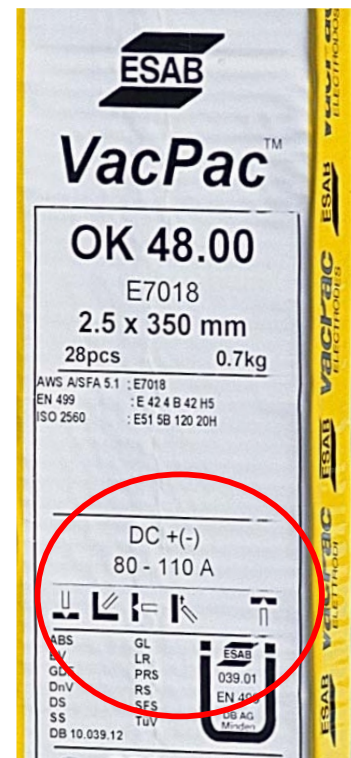 ESAB
VacPac™
OK 48.00
E7018
2.5 x 350 mm
28pcs 0.7kg
AWS A/SFA 5.1 : E7018
EN 499 : E 42 4 B 42 H5
ISO 2560 : E51 5B 120 20H
DC +(-)
80 - 110 A
ABS GL
BV LR
GDF PRS
DnV RS
DS SFS
SS TüV
DB 10.039.12
ESAB
039.01
EN 499
DB AG
Minden
VacPac
ELECTRODOS
ESAB
VacPac
ELECTRODES
ESAB
VacPac
ESAB